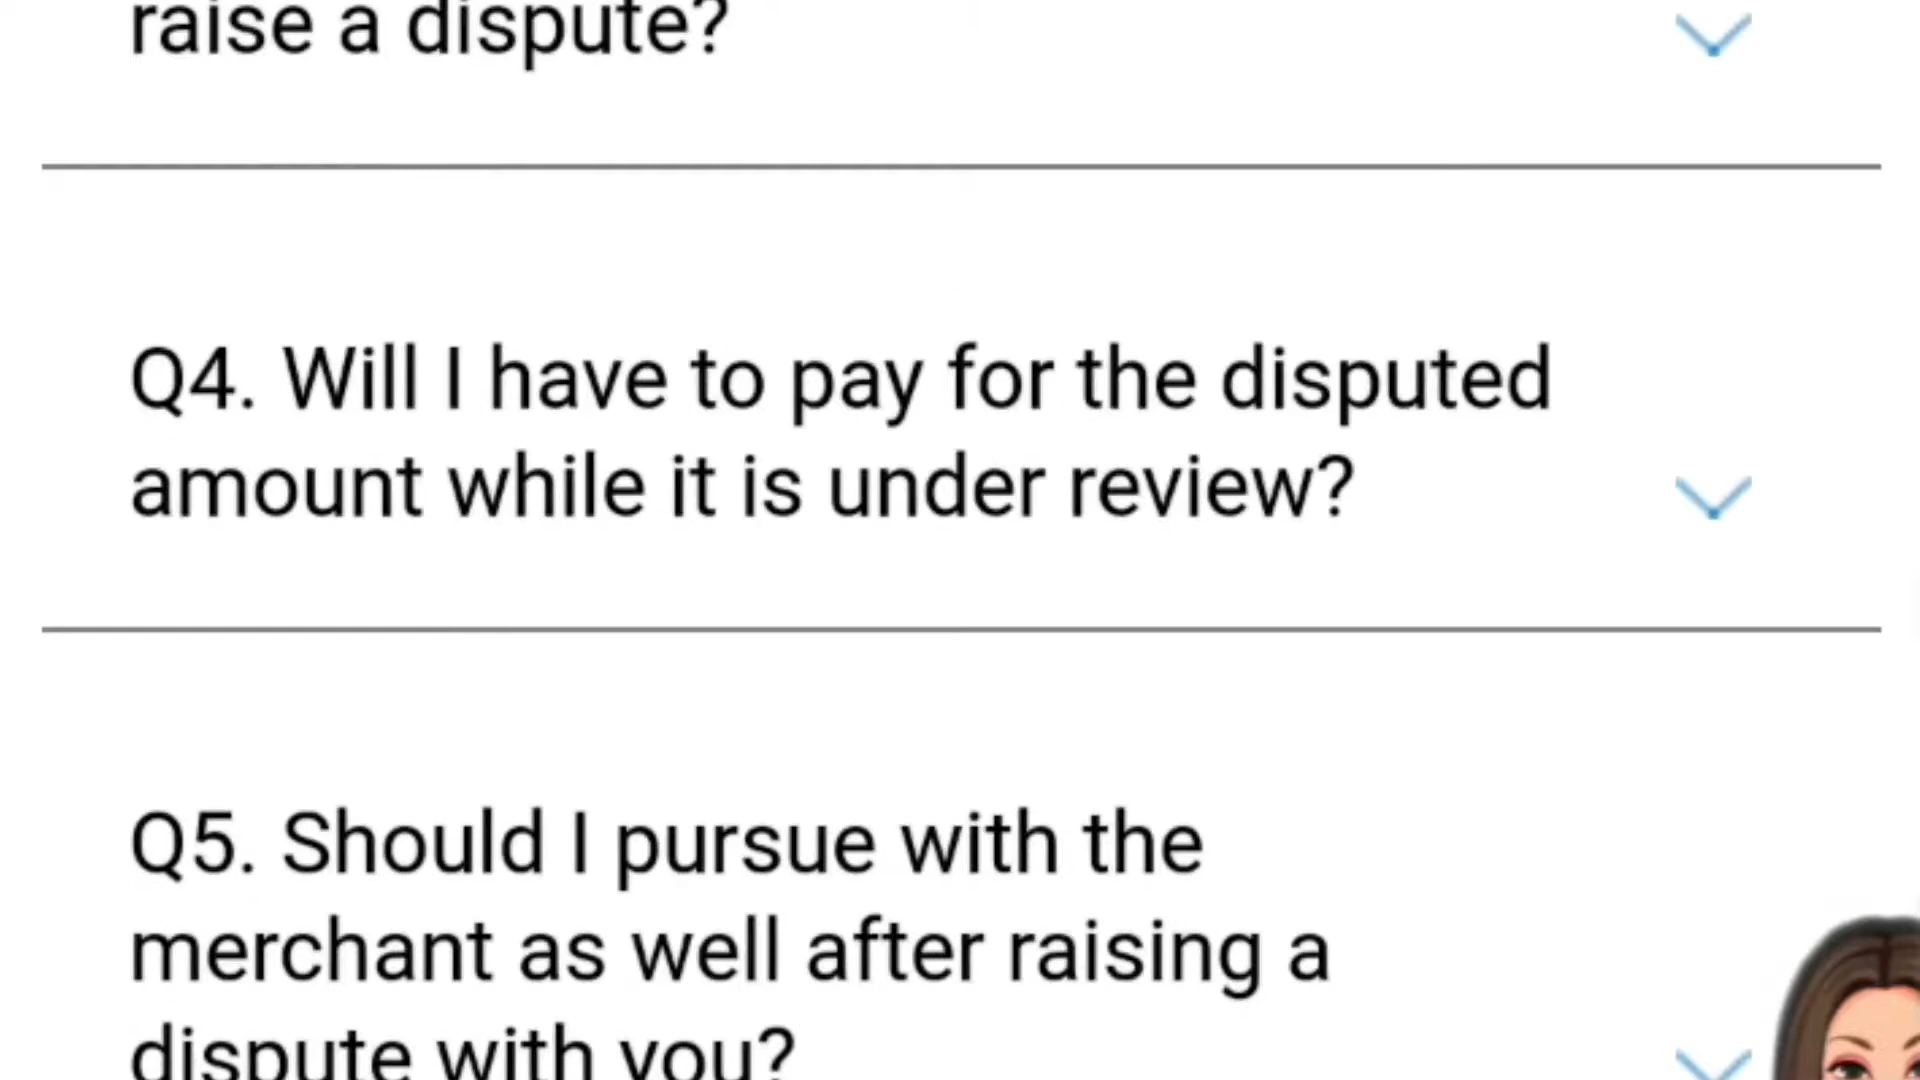 raise a dispute?
Q4. Will I have to pay for the disputed
amount while it is under review?
Q5. Should I pursue with the
merchant as well after raising a
dispute with you?